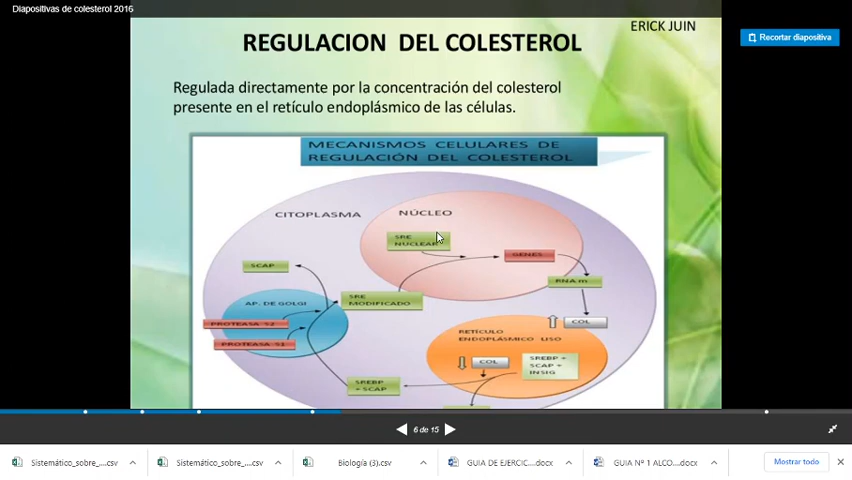 Diapositivas de colesterol 2016
ERICK JUIN
Recortar diapositiva
REGULACION DEL COLESTEROL
Regulada directamente por la concentración del colesterol
presente en el retículo endoplásmico de las células.
MECANISMOS CELULARES DE
REGULACIÓN DEL COLESTEROL
CITOPLASMA
NÚCLEO
SRE
NUCLEAR
GENES
SCAP
RNA m
AP. DE GOLGI
SRE
MODIFICADO
PROTEASA S2
COL
RETÍCULO
ENDOPLÁSMICO LISO
PROTEASA S1
COL
SREBP +
SCAP +
INSIG
SREBP
+ SCAP
6 de 15
Sistemático_sobre_....csv
Sistemático_sobre_....csv
Biología (3).csv
GUIA DE EJERCIC....docx
GUIA Nº 1 ALCO....docx
Mostrar todo